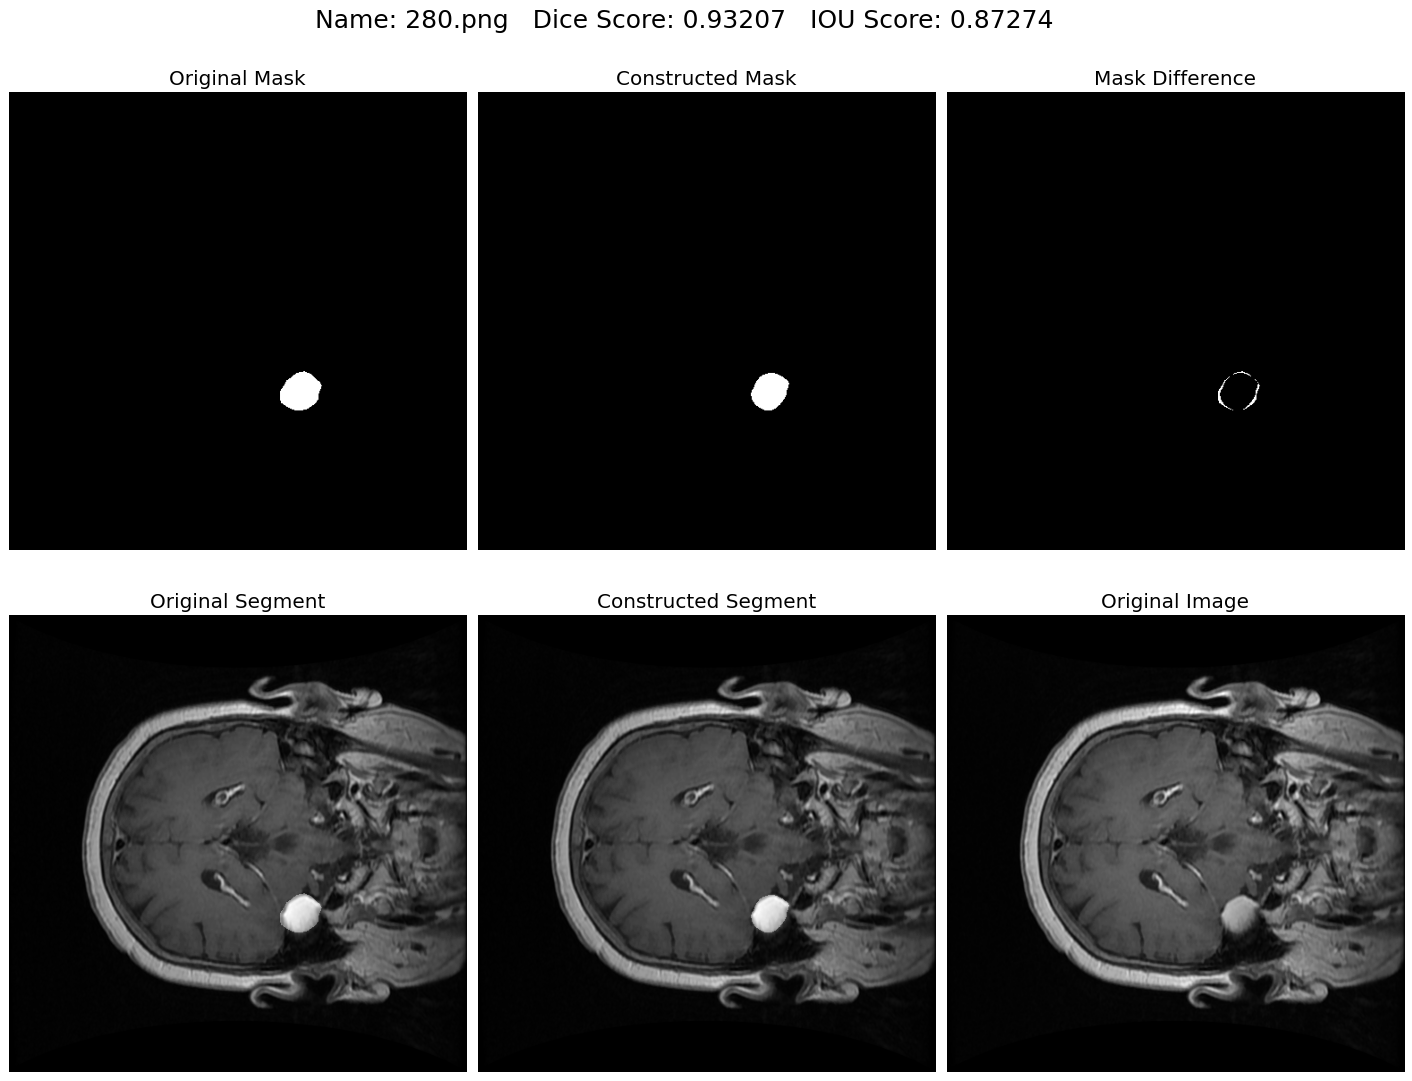 Name: 280.png   Dice Score: 0.93207   IOU Score: 0.87274
Original Mask
Constructed Mask
Mask Difference
Original Segment
Constructed Segment
Original Image